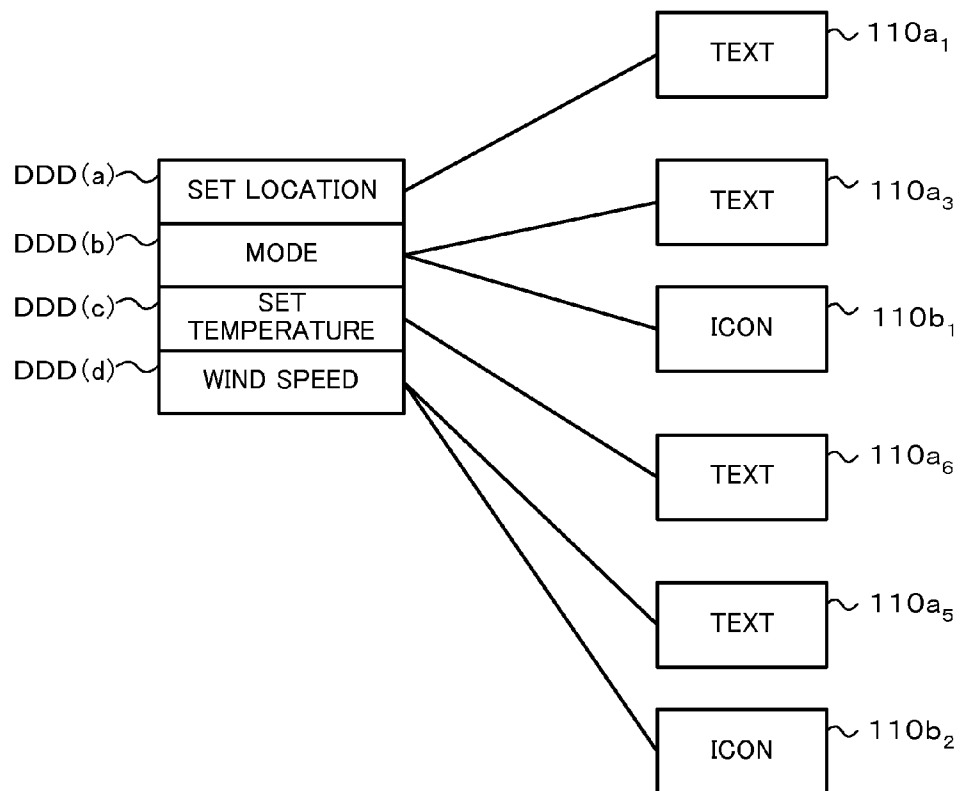 TEXT 110a₁
DDD(a) SET LOCATION
TEXT 110a₃
DDD(b) MODE
DDD(c) SET
TEMPERATURE
ICON 110b₁
DDD(d) WIND SPEED
TEXT 110a₆
TEXT 110a₅
ICON 110b₂